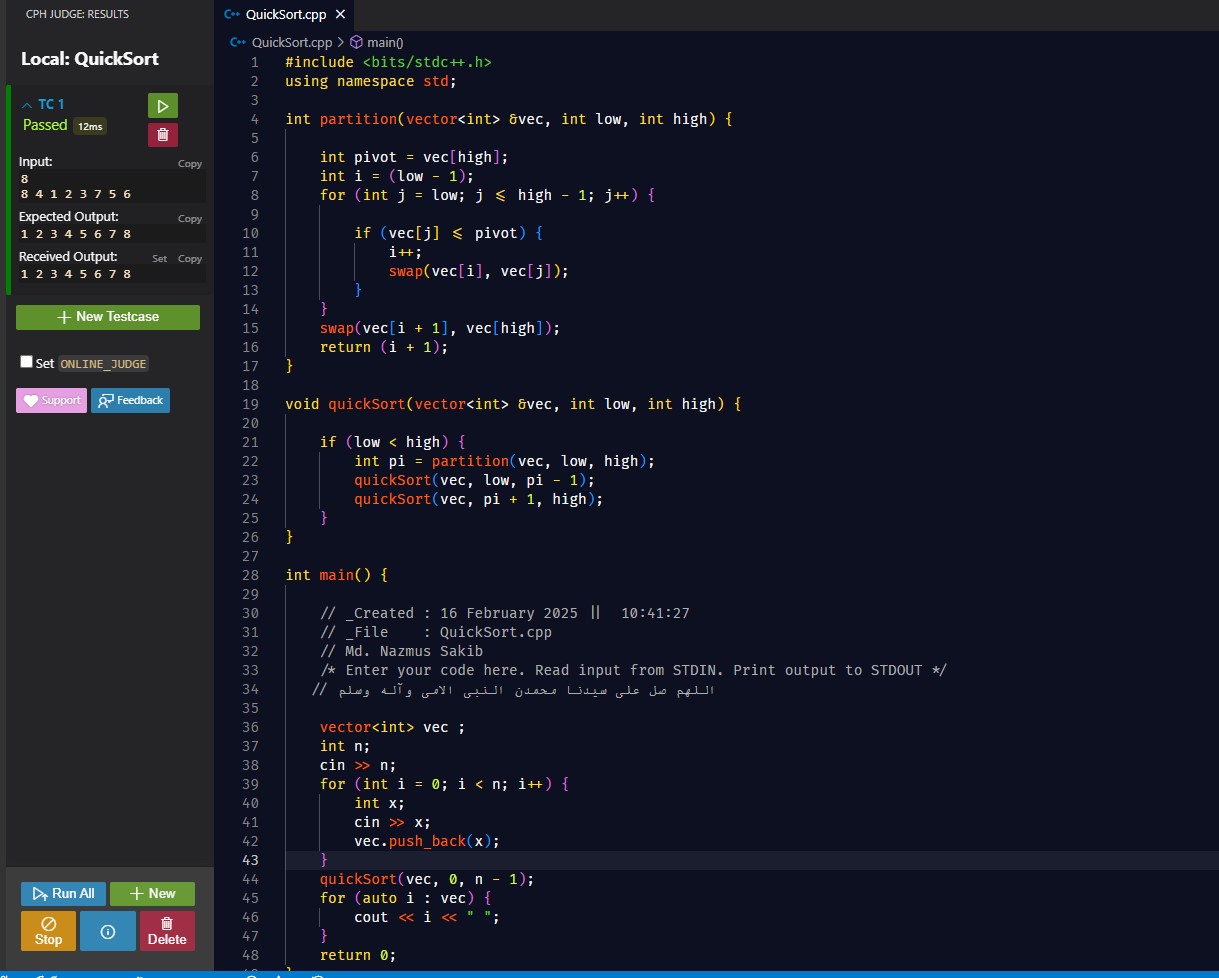 CPH JUDGE: RESULTS
Local: QuickSort
TC 1
Passed 12ms
Input: Copy
8
8 4 1 2 3 7 5 6
Expected Output: Copy
1 2 3 4 5 6 7 8
Received Output: Set Copy
1 2 3 4 5 6 7 8
+ New Testcase
Set ONLINE_JUDGE
Support Feedback
Run All + New
Stop Delete
C++ QuickSort.cpp ×
C++ QuickSort.cpp > main()
1 #include <bits/stdc++.h>
2 using namespace std;
3
4 int partition(vector<int> &vec, int low, int high) {
5
6     int pivot = vec[high];
7     int i = (low - 1);
8     for (int j = low; j <= high - 1; j++) {
9
10         if (vec[j] <= pivot) {
11             i++;
12             swap(vec[i], vec[j]);
13         }
14     }
15     swap(vec[i + 1], vec[high]);
16     return (i + 1);
17 }
18
19 void quickSort(vector<int> &vec, int low, int high) {
20
21     if (low < high) {
22         int pi = partition(vec, low, high);
23         quickSort(vec, low, pi - 1);
24         quickSort(vec, pi + 1, high);
25     }
26 }
27
28 int main() {
29
30     // _Created : 16 February 2025 ||  10:41:27
31     // _File    : QuickSort.cpp
32     // Md. Nazmus Sakib
33     /* Enter your code here. Read input from STDIN. Print output to STDOUT */
34    // اللهم صل على سيدنا محمدن النبى الامى وآله وسلم
35
36     vector<int> vec ;
37     int n;
38     cin >> n;
39     for (int i = 0; i < n; i++) {
40         int x;
41         cin >> x;
42         vec.push_back(x);
43     }
44     quickSort(vec, 0, n - 1);
45     for (auto i : vec) {
46         cout << i << " ";
47     }
48     return 0;